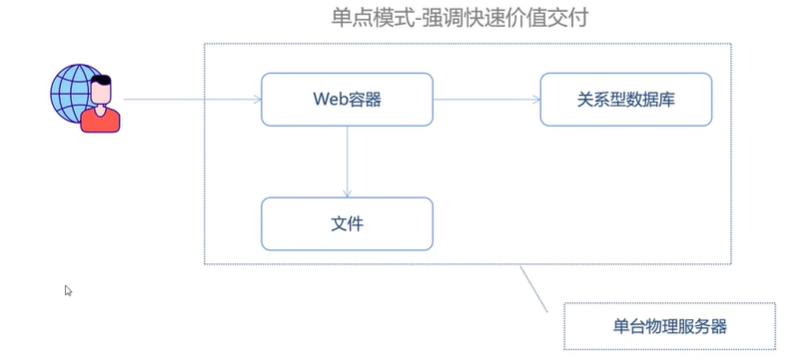 单点模式-强调快速价值交付
Web容器
关系型数据库
文件
单台物理服务器